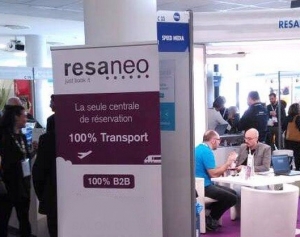 resaneo
just book it
La seule centrale
de réservation
100% Transport
100% B2B
SPEED MEDIA
RESA